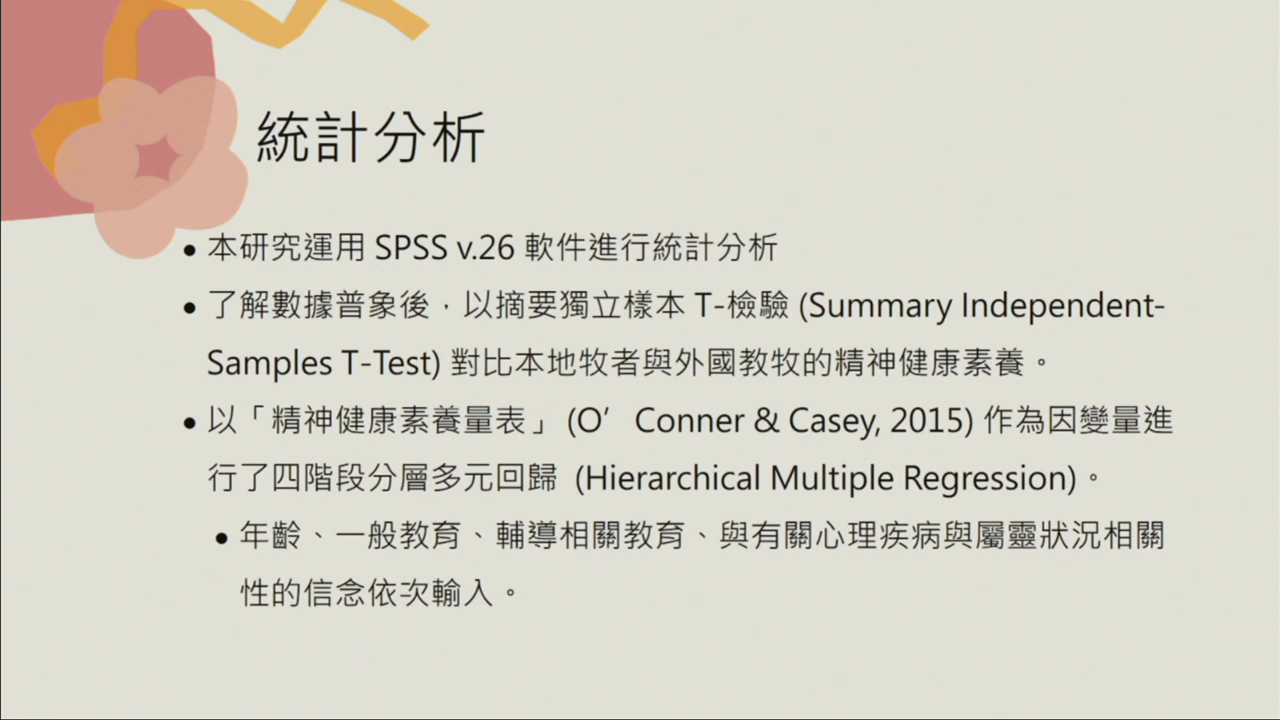 統計分析
本研究運用 SPSS v.26 軟件進行統計分析
了解數據普象後，以摘要獨立樣本 T-檢驗 (Summary Independent-
Samples T-Test) 對比本地牧者與外國教牧的精神健康素養。
以「精神健康素養量表」 (O’Conner & Casey, 2015) 作為因變量進
行了四階段分層多元回歸 (Hierarchical Multiple Regression)。
年齡、一般教育、輔導相關教育、與有關心理疾病與屬靈狀況相關
性的信念依次輸入。